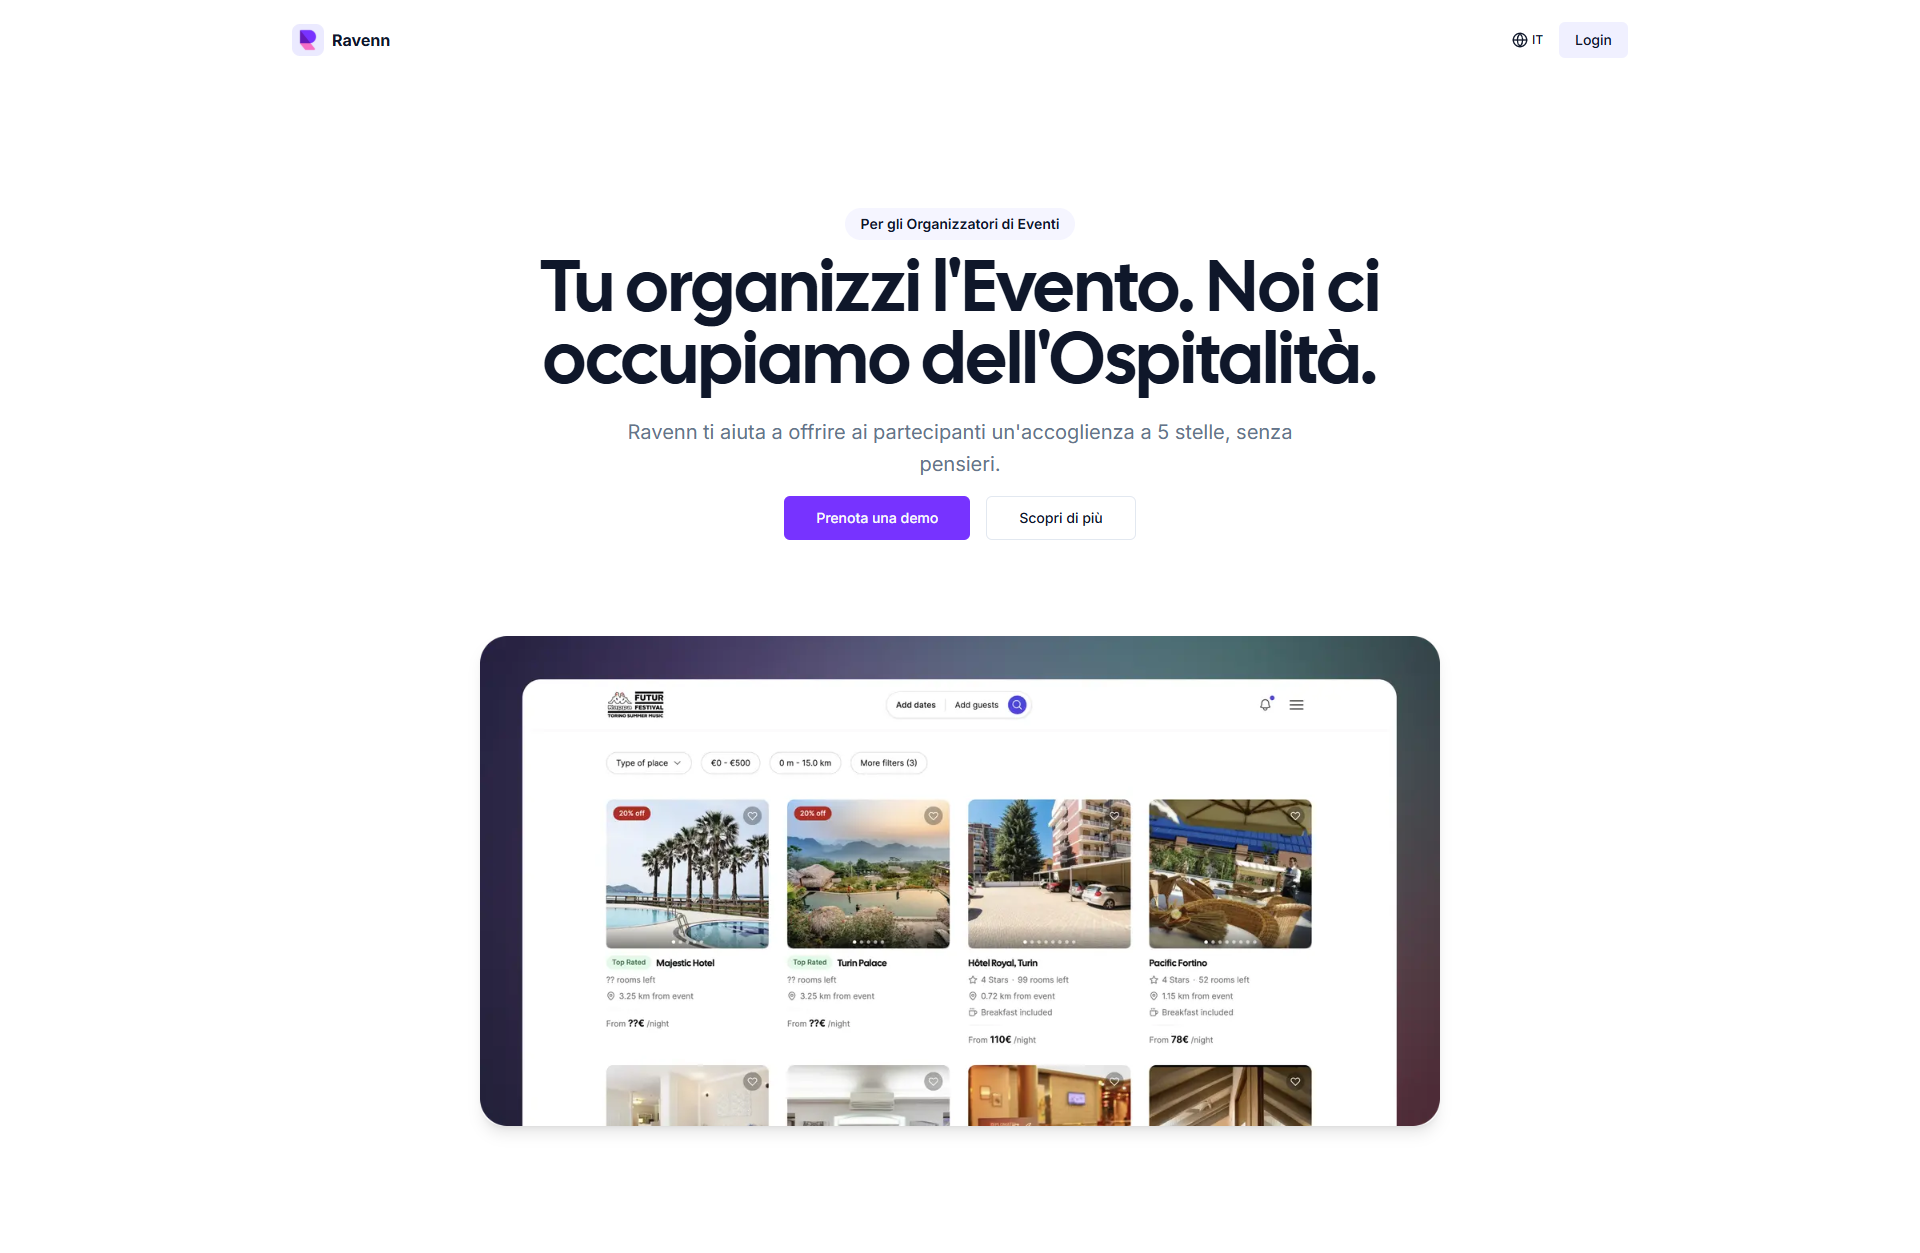 Ravenn
IT
Login
Per gli Organizzatori di Eventi
Tu organizzi l'Evento. Noi ci
occupiamo dell'Ospitalità.
Ravenn ti aiuta a offrire ai partecipanti un'accoglienza a 5 stelle, senza
pensieri.
Prenota una demo
Scopri di più
FUTUR
FESTIVAL
TORINO SUMMER MUSIC
Add dates
Add guests
Type of place
€0 - €500
0 m - 15.0 km
More filters (3)
20% off
20% off
Top Rated Majestic Hotel
?? rooms left
3.25 km from event
From ??€ /night
Top Rated Turin Palace
?? rooms left
3.25 km from event
From ??€ /night
Hôtel Royal, Turin
4 Stars · 99 rooms left
0.72 km from event
Breakfast included
From 110€ /night
Pacific Fortino
4 Stars · 52 rooms left
1.15 km from event
Breakfast included
From 78€ /night